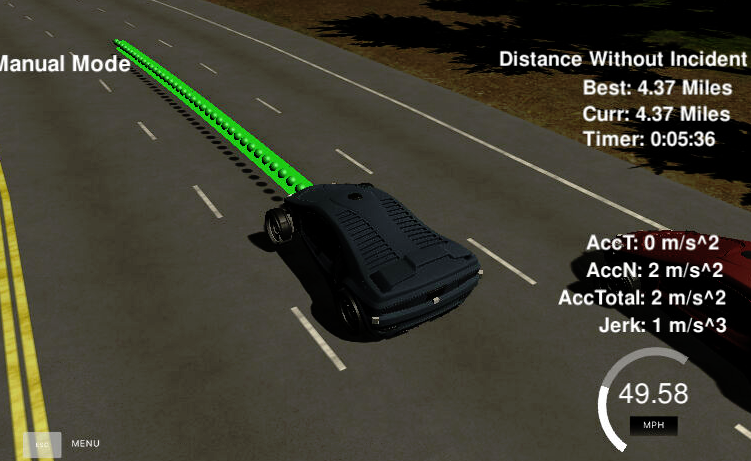 Manual Mode
Distance Without Incident
Best: 4.37 Miles
Curr: 4.37 Miles
Timer: 0:05:36
AccT: 0 m/s^2
AccN: 2 m/s^2
AccTotal: 2 m/s^2
Jerk: 1 m/s^3
49.58
MPH
ESC MENU